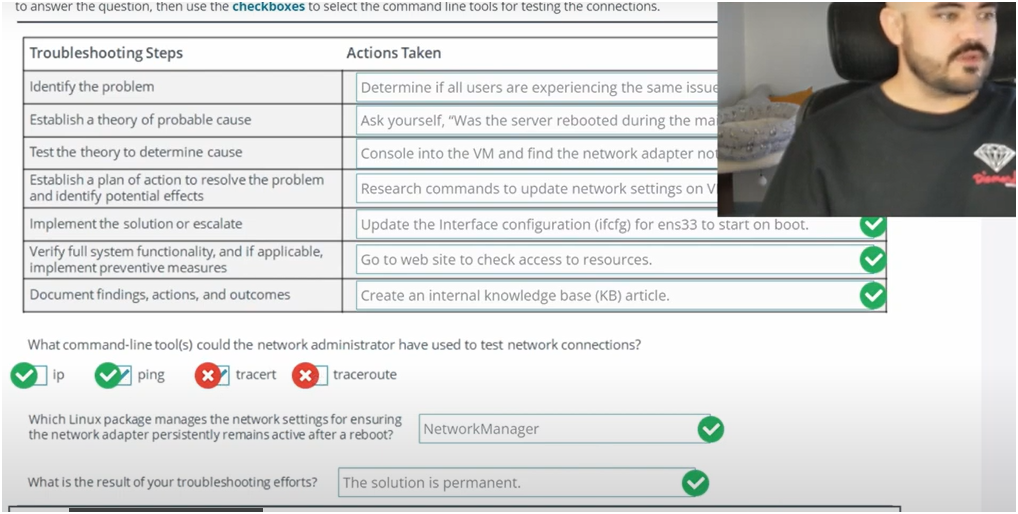 to answer the question, then use the checkboxes to select the command line tools for testing the connections.
Troubleshooting Steps Actions Taken
Identify the problem Determine if all users are experiencing the same issue
Establish a theory of probable cause Ask yourself, “Was the server rebooted during the
Test the theory to determine cause Console into the VM and find the network adapter
Establish a plan of action to resolve the problem
and identify potential effects
Research commands to update network settings on
Implement the solution or escalate Update the Interface configuration (ifcfg) for ens33 to start on boot.
Verify full system functionality, and if applicable,
implement preventive measures
Go to web site to check access to resources.
Document findings, actions, and outcomes Create an internal knowledge base (KB) article.
What command-line tool(s) could the network administrator have used to test network connections?
ip ping tracert traceroute
Which Linux package manages the network settings for ensuring
the network adapter persistently remains active after a reboot?
NetworkManager
What is the result of your troubleshooting efforts? The solution is permanent.